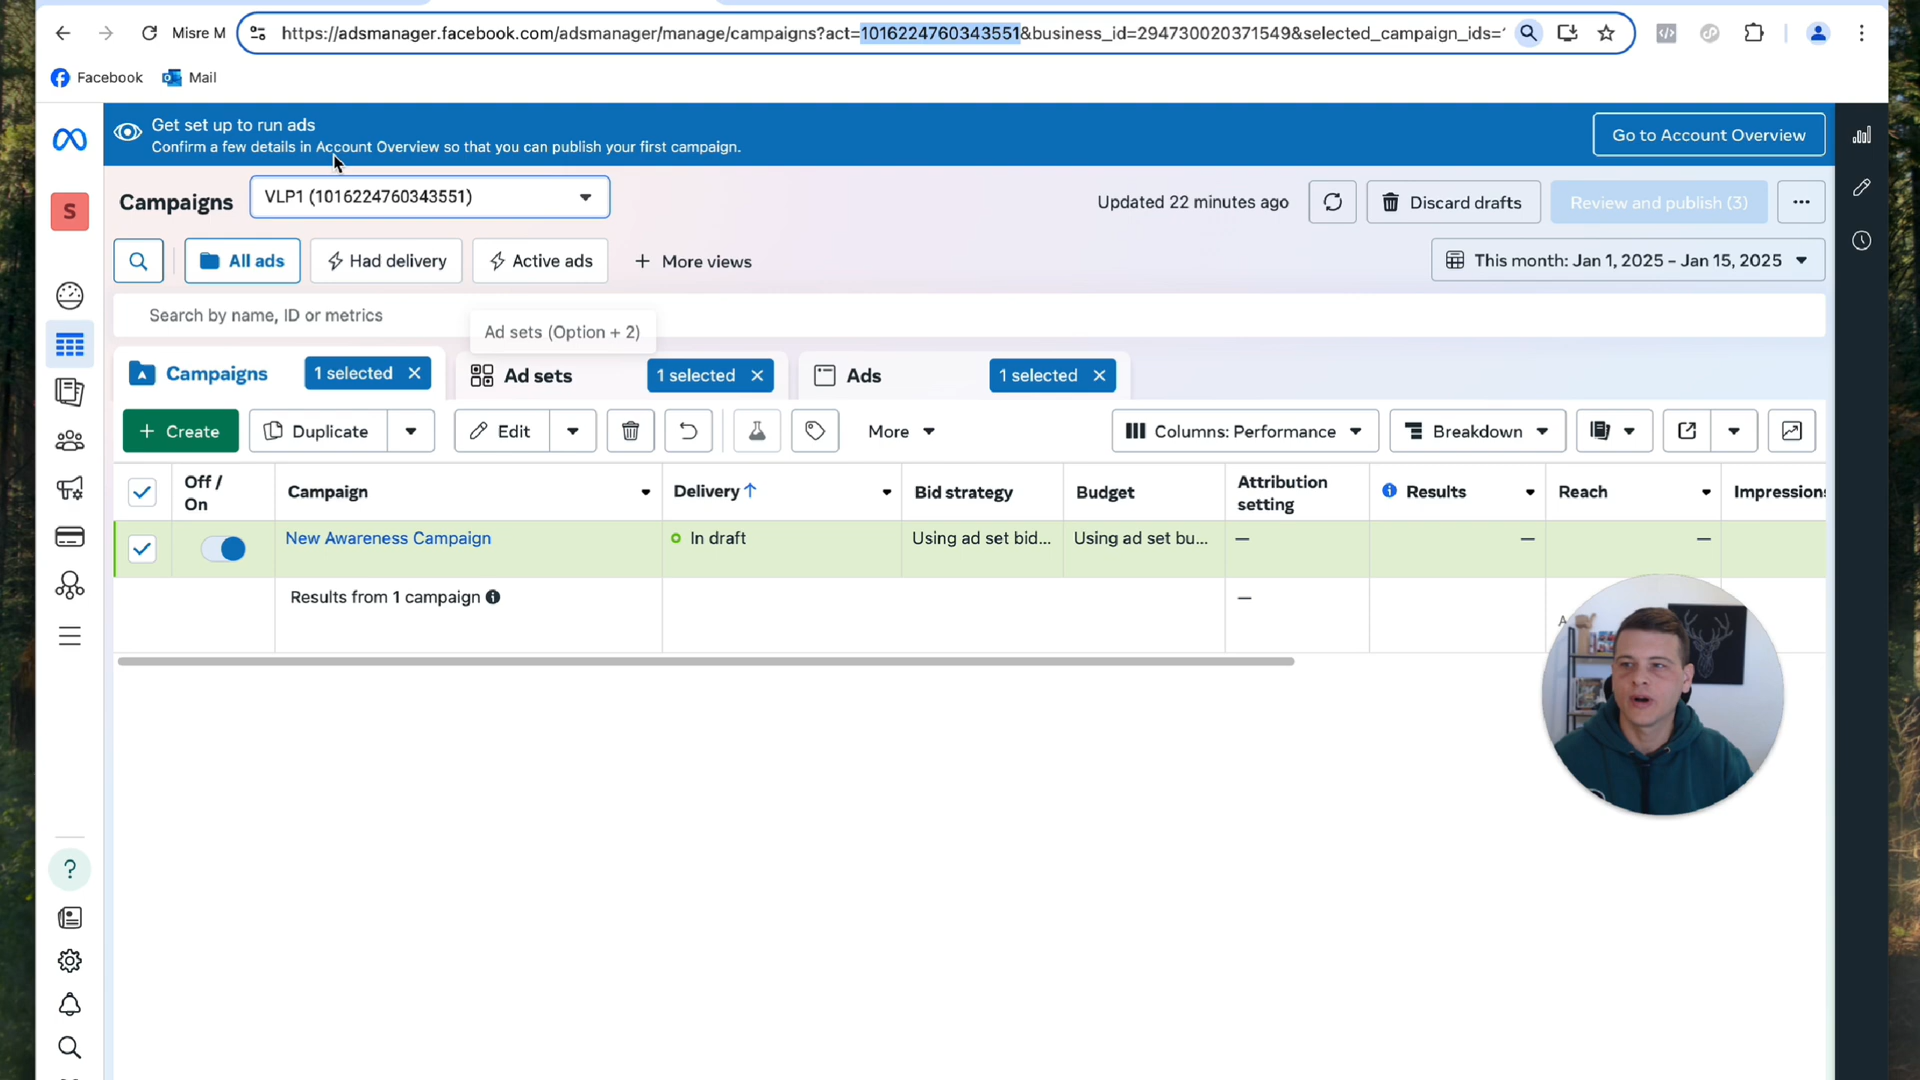 Misre M
https://adsmanager.facebook.com/adsmanager/manage/campaigns?act=1016224760343551&business_id=294730020371549&selected_campaign_ids=
Facebook
Mail
Get set up to run ads
Confirm a few details in Account Overview so that you can publish your first campaign.
Go to Account Overview
S
Campaigns
VLP1 (1016224760343551)
Updated 22 minutes ago
Discard drafts
Review and publish (3)
All ads
Had delivery
Active ads
+ More views
This month: Jan 1, 2025 – Jan 15, 2025
Search by name, ID or metrics
Ad sets (Option + 2)
Campaigns
1 selected
Ad sets
1 selected
Ads
1 selected
+ Create
Duplicate
Edit
More
Columns: Performance
Breakdown
Off / On
Campaign
Delivery
Bid strategy
Budget
Attribution setting
Results
Reach
Impressions
New Awareness Campaign
In draft
Using ad set bid...
Using ad set bu...
—
—
—
Results from 1 campaign
—
?